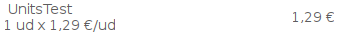 UnitsTest
1 ud x 1,29 €/ud
1,29 €